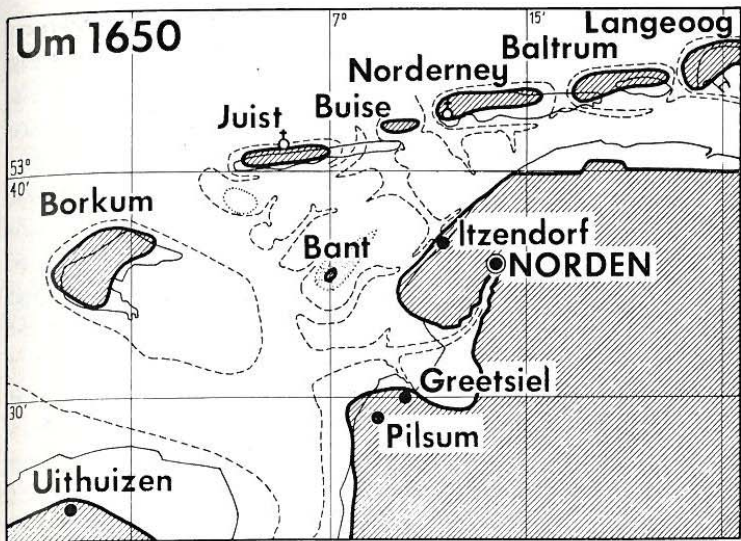 Um 1650
7°
15'
Langeoog
Baltrum
Norderney
Buise
Juist
53°
40'
Borkum
Bant
Itzendorf
NORDEN
30'
Greetsiel
Pilsum
Uithuizen